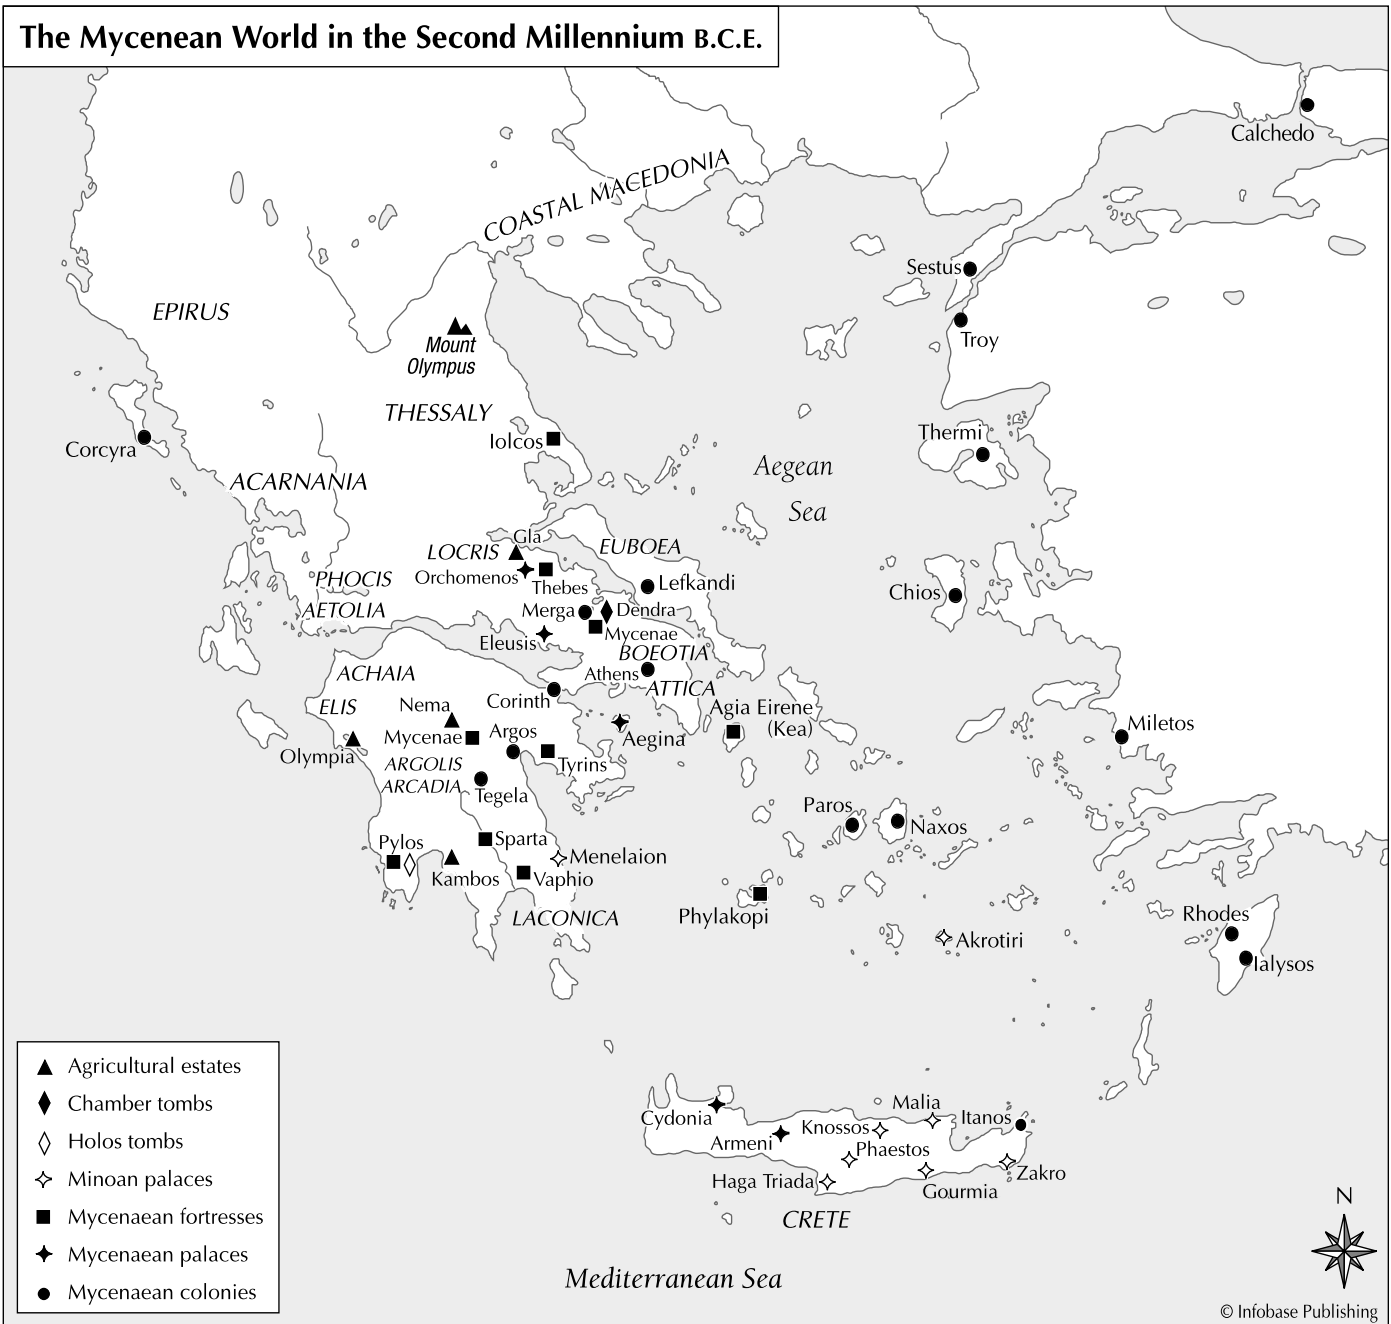 The Mycenean World in the Second Millennium B.C.E.
Calchedo
COASTAL MACEDONIA
Sestus
EPIRUS
Troy
Mount
Olympus
THESSALY
Thermi
Iolcos
Corcyra
Aegean
Sea
ACARNANIA
Gla
LOCRIS
EUBOEA
Orchomenos
PHOCIS
Thebes
Lefkandi
Chios
AETOLIA
Merga
Dendra
Mycenae
Eleusis
BOEOTIA
ACHAIA
Athens
ATTICA
Corinth
Nema
ELIS
Agia Eirene
(Kea)
Miletos
Mycenae
Argos
Aegina
Olympia
ARGOLIS
Tyrins
ARCADIA
Tegela
Paros
Naxos
Sparta
Pylos
Menelaion
Kambos
Vaphio
LACONICA
Phylakopi
Rhodes
Akrotiri
Ialysos
Malia
Itanos
Cydonia
Knossos
Armeni
Phaestos
Zakro
Haga Triada
Gourmia
CRETE
Mediterranean Sea
Agricultural estates
Chamber tombs
Holos tombs
Minoan palaces
Mycenaean fortresses
Mycenaean palaces
Mycenaean colonies
N
© Infobase Publishing